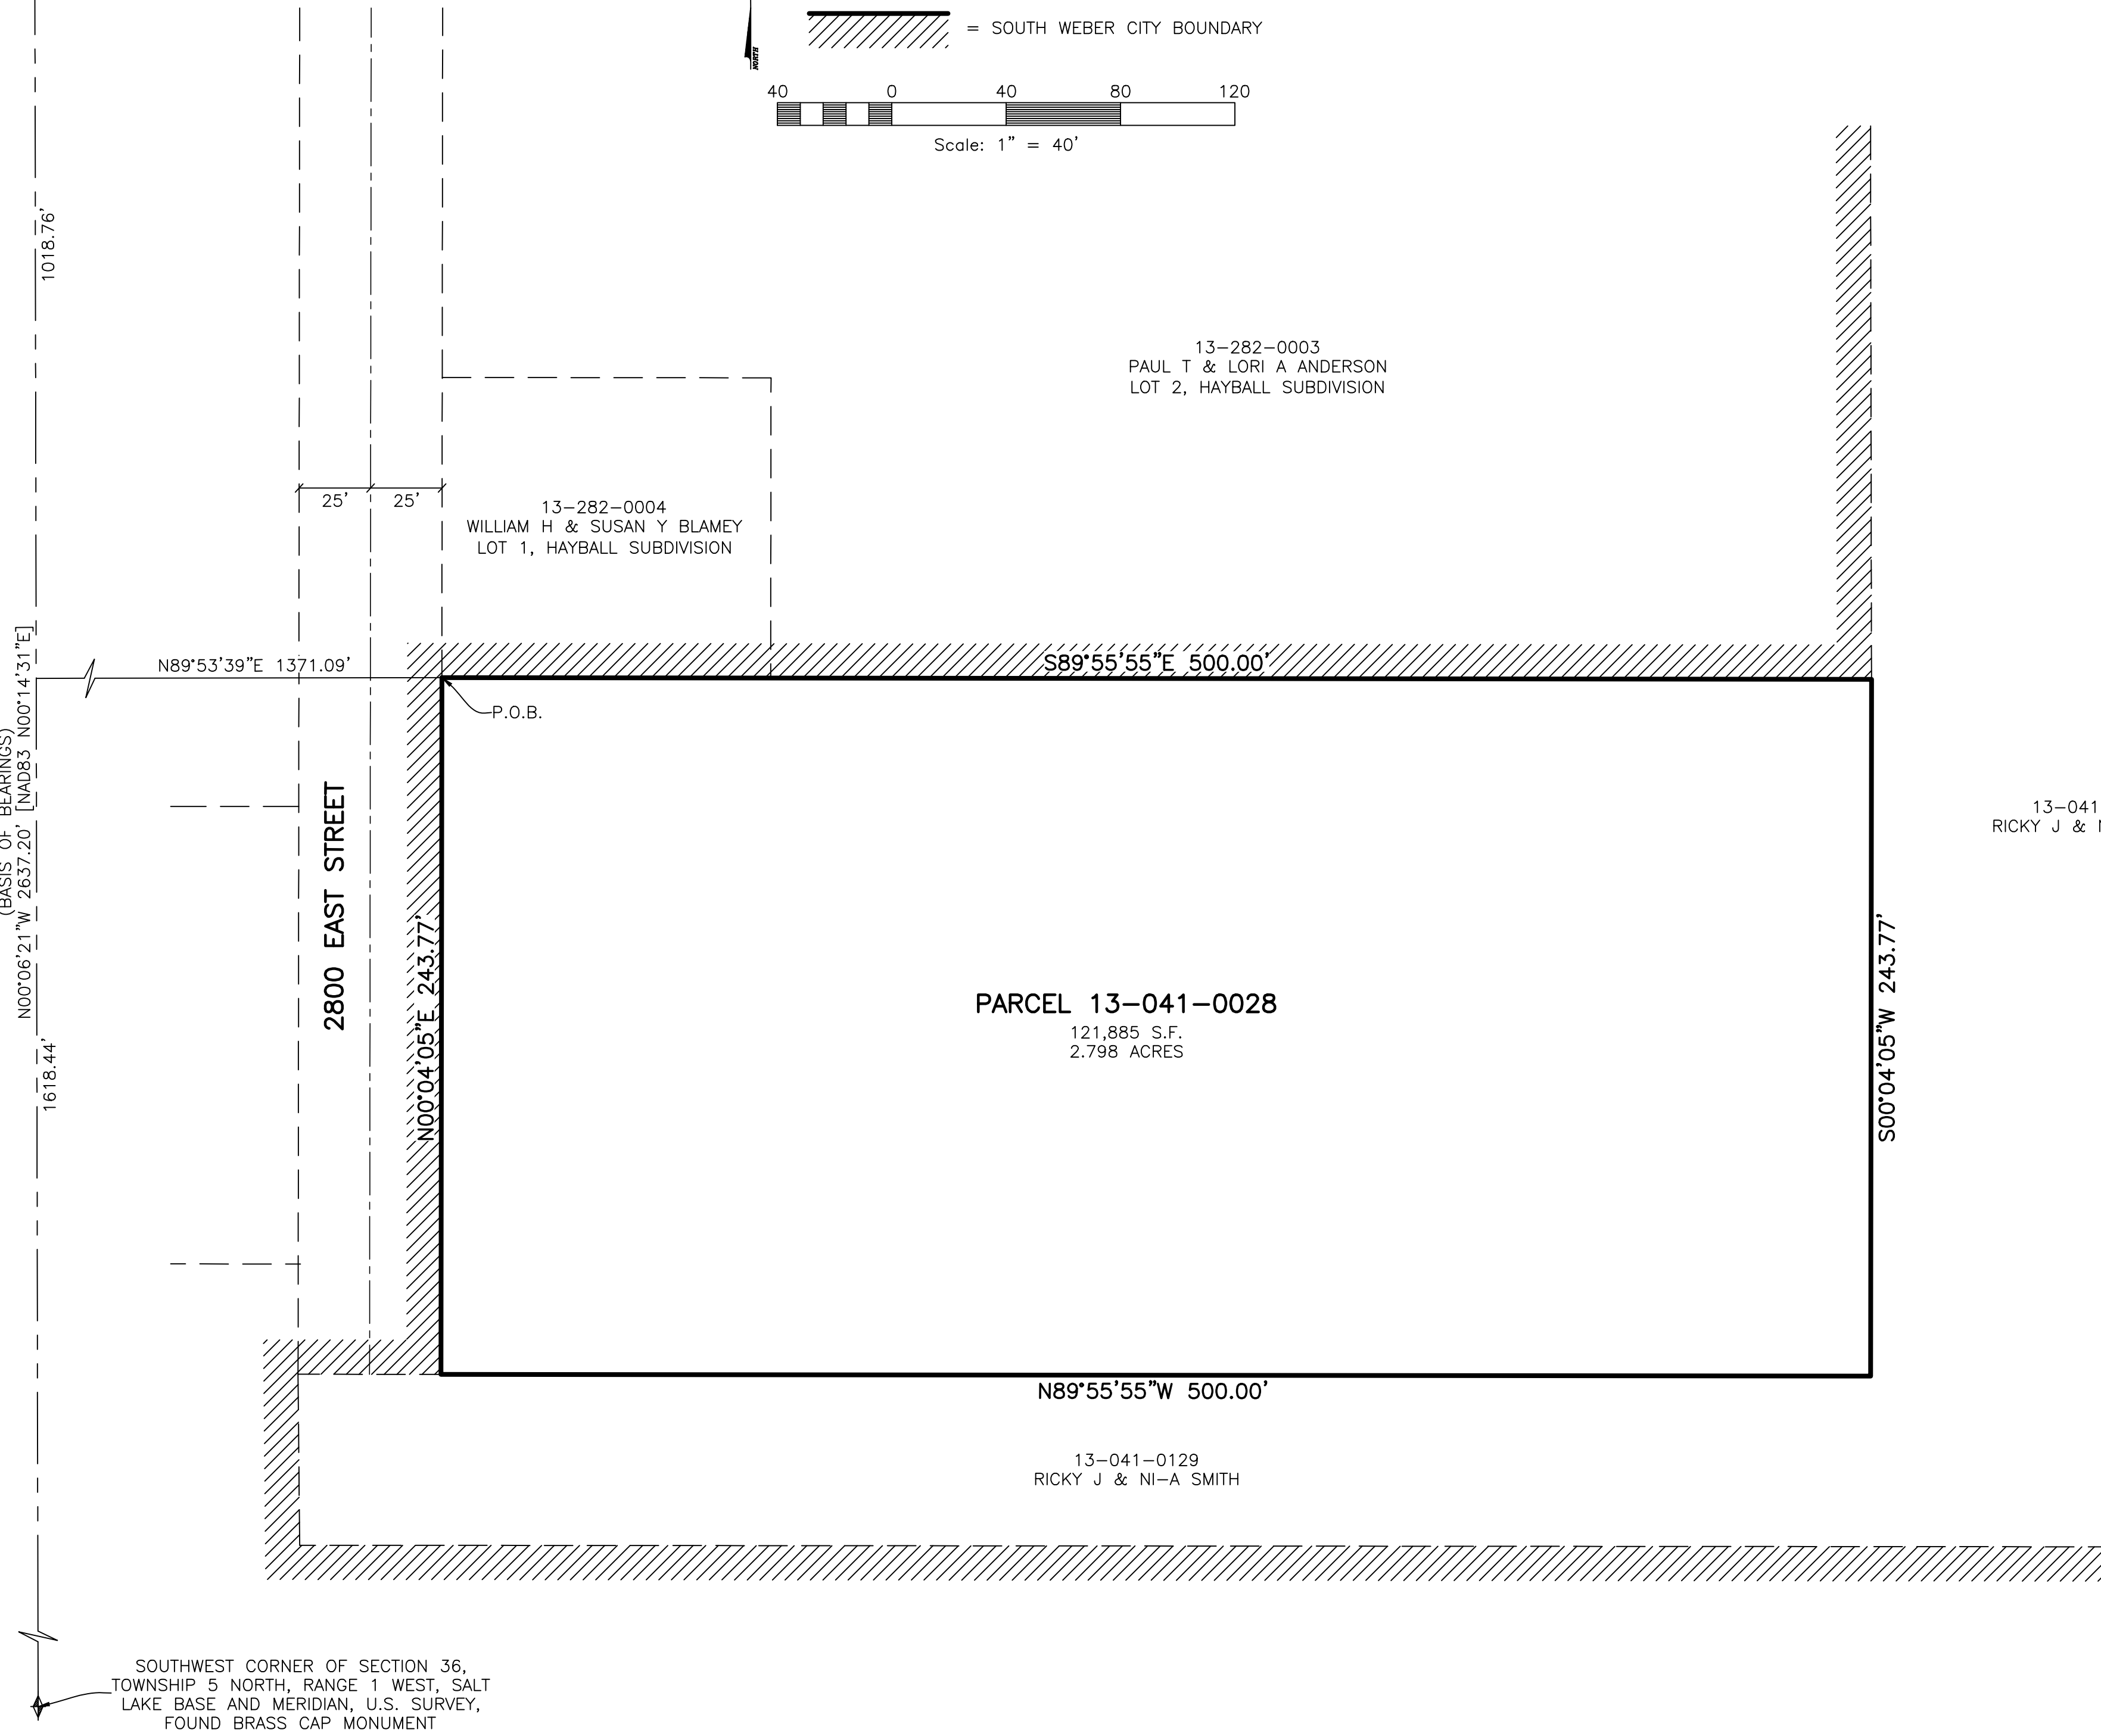 NORTH
= SOUTH WEBER CITY BOUNDARY
40 0 40 80 120
Scale: 1" = 40'
1018.76'
13-282-0003
PAUL T & LORI A ANDERSON
LOT 2, HAYBALL SUBDIVISION
25' 25'
13-282-0004
WILLIAM H & SUSAN Y BLAMEY
LOT 1, HAYBALL SUBDIVISION
N89°53'39"E 1371.09'
S89°55'55"E 500.00'
P.O.B.
(BASIS OF BEARINGS)
N00°06'21"W 2637.20' [NAD83 N00°14'31"E]
2800 EAST STREET
N00°04'05"E 243.77'
13-041
RICKY J &
PARCEL 13-041-0028
121,885 S.F.
2.798 ACRES
S00°04'05"W 243.77'
1618.44'
N89°55'55"W 500.00'
13-041-0129
RICKY J & NI-A SMITH
SOUTHWEST CORNER OF SECTION 36,
TOWNSHIP 5 NORTH, RANGE 1 WEST, SALT
LAKE BASE AND MERIDIAN, U.S. SURVEY,
FOUND BRASS CAP MONUMENT